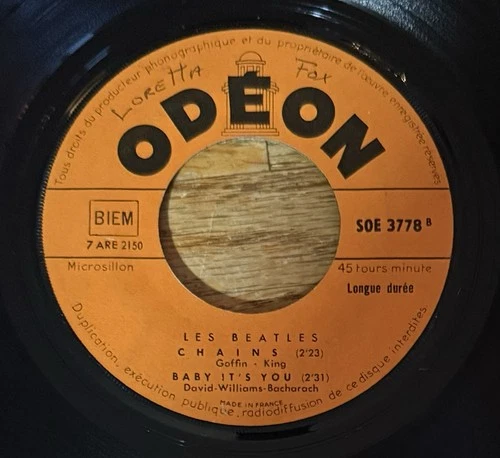 Tous droits du producteur phonographique et du propriétaire de l'œuvre enregistrée réservés
LORETTA FOX
ODÉON
BIEM
SOE 3778 B
7 ARE 2150
Microsillon
45 tours minute
Longue durée
LES BEATLES
CHAINS (2'23)
Goffin - King
BABY IT'S YOU (2'31)
David-Williams-Bacharach
MADE IN FRANCE
Duplication, exécution publique, radiodiffusion de ce disque interdites